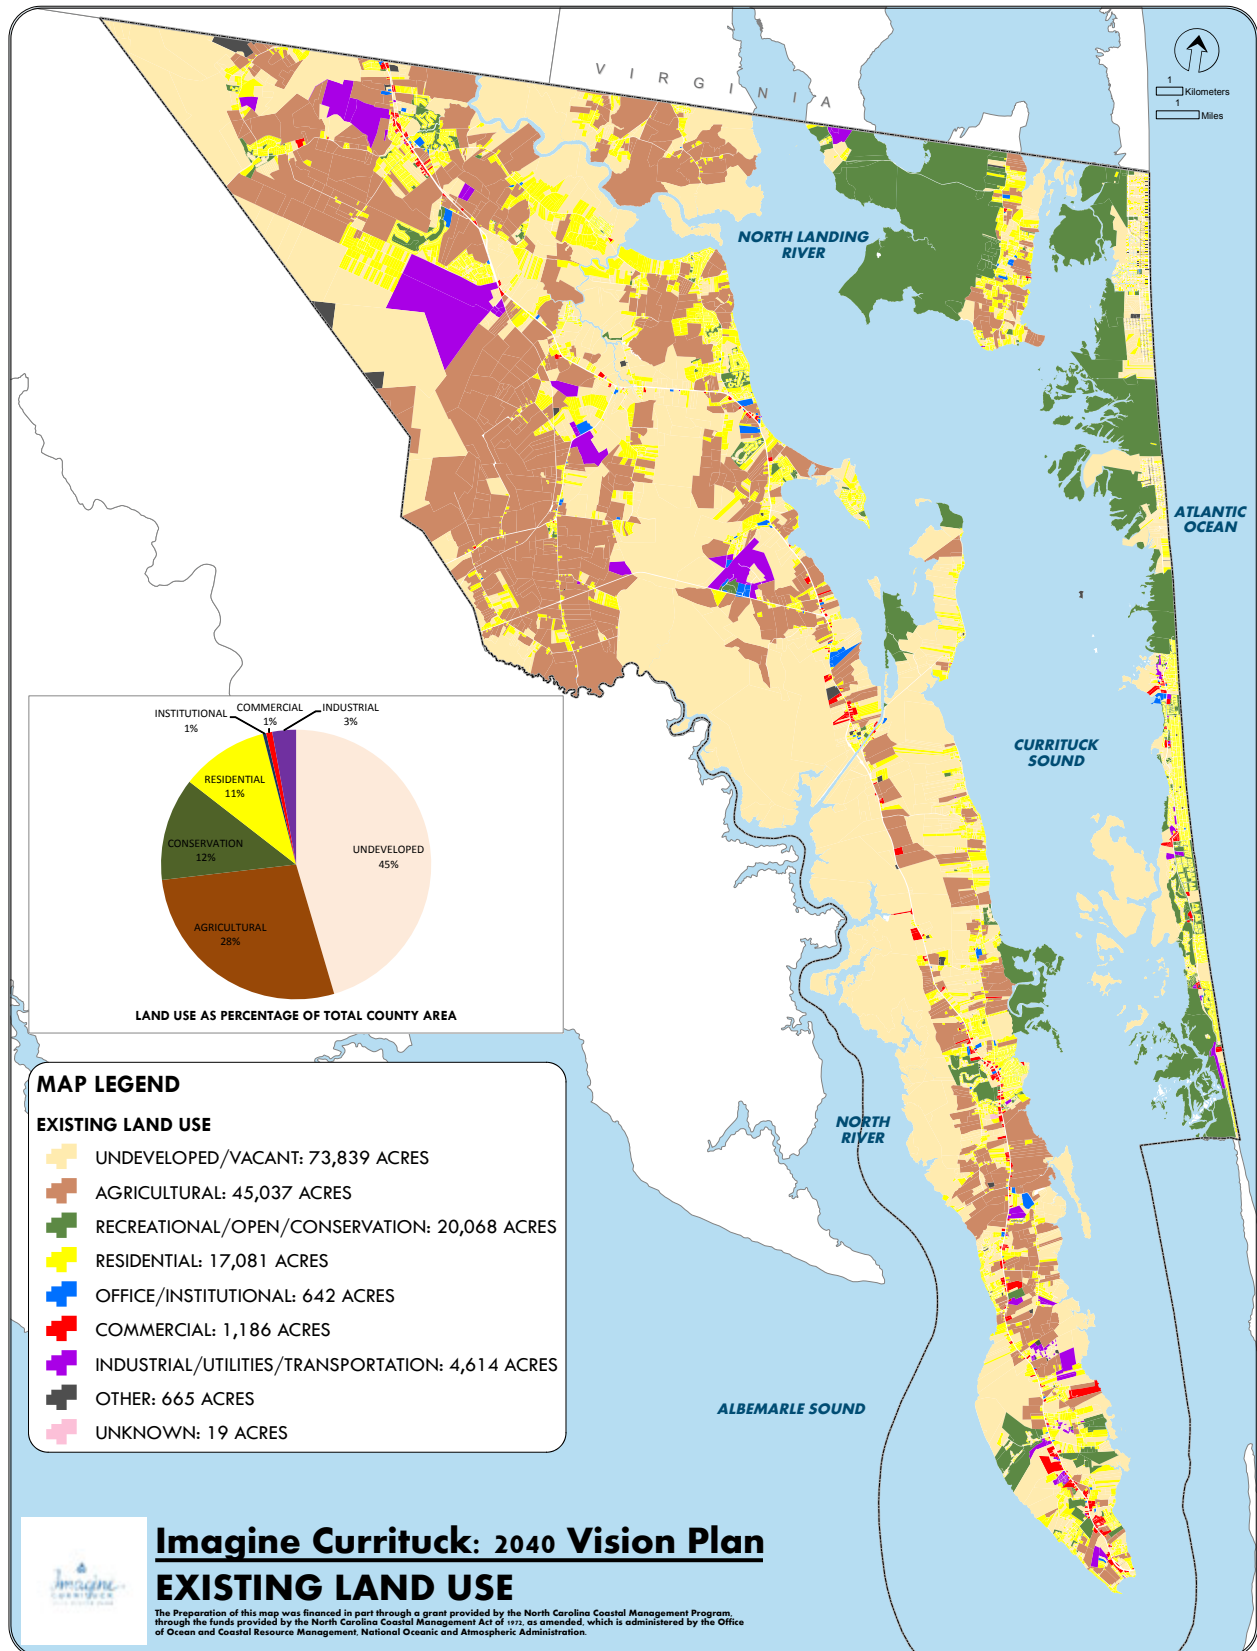 VIRGINIA
1
Kilometers
1
Miles
NORTH LANDING
RIVER
ATLANTIC
OCEAN
CURRITUCK
SOUND
NORTH
RIVER
ALBEMARLE SOUND
INSTITUTIONAL
1%
COMMERCIAL
1%
INDUSTRIAL
3%
RESIDENTIAL
11%
CONSERVATION
12%
UNDEVELOPED
45%
AGRICULTURAL
28%
LAND USE AS PERCENTAGE OF TOTAL COUNTY AREA
MAP LEGEND
EXISTING LAND USE
UNDEVELOPED/VACANT: 73,839 ACRES
AGRICULTURAL: 45,037 ACRES
RECREATIONAL/OPEN/CONSERVATION: 20,068 ACRES
RESIDENTIAL: 17,081 ACRES
OFFICE/INSTITUTIONAL: 642 ACRES
COMMERCIAL: 1,186 ACRES
INDUSTRIAL/UTILITIES/TRANSPORTATION: 4,614 ACRES
OTHER: 665 ACRES
UNKNOWN: 19 ACRES
Imagine
CURRITUCK
Imagine Currituck: 2040 Vision Plan
EXISTING LAND USE
The Preparation of this map was financed in part through a grant provided by the North Carolina Coastal Management Program,
through the funds provided by the North Carolina Coastal Management Act of 1972, as amended, which is administered by the Office
of Ocean and Coastal Resource Management, National Oceanic and Atmospheric Administration.